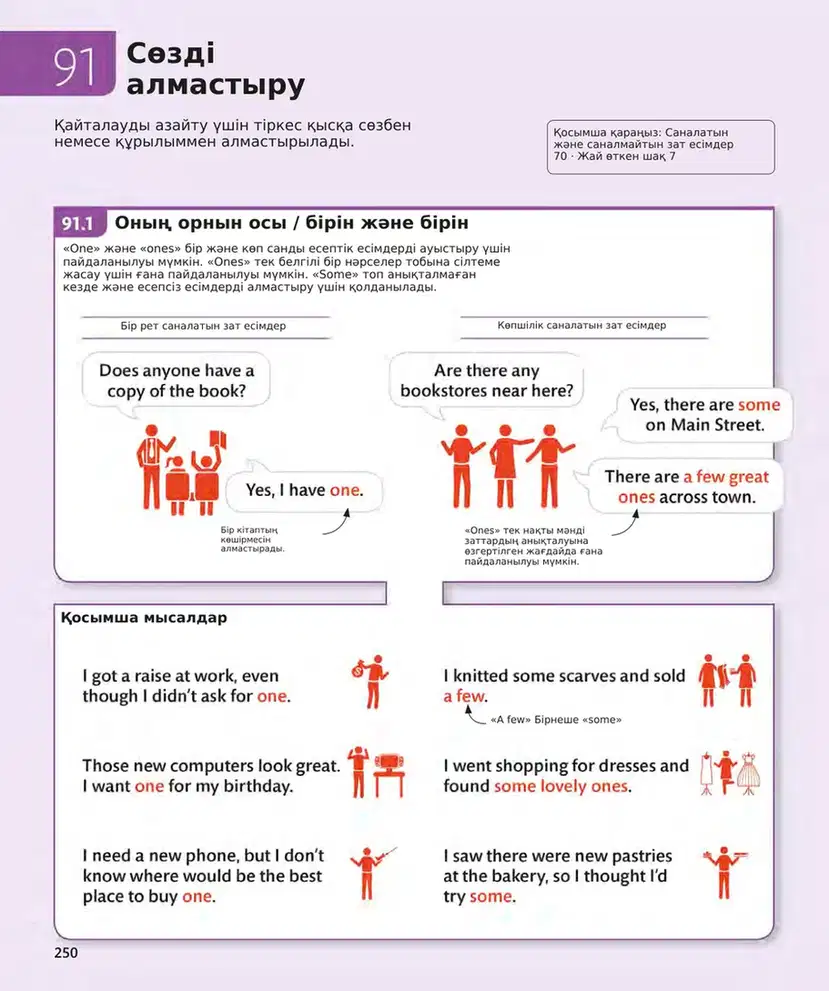 91
Сөзді
алмастыру
Қайталауды азайту үшін тіркес қысқа сөзбен
немесе құрылыммен алмастырылады.
Қосымша қараңыз: Саналатын
және саналмайтын зат есімдер
70 · Жай өткен шақ 7
91.1 Оның орнын осы / бірін және бірін
«One» және «ones» бір және көп санды есептік есімдерді ауыстыру үшін
пайдаланылуы мүмкін. «Ones» тек белгілі бір нәрселер тобына сілтеме
жасау үшін ғана пайдаланылуы мүмкін. «Some» топ анықталмаған
кезде және есепсіз есімдерді алмастыру үшін қолданылады.
Бір рет саналатын зат есімдер
Does anyone have a
copy of the book?
Yes, I have one.
Бір кітаптың
көшірмесін
алмастырады.
Көпшілік саналатын зат есімдер
Are there any
bookstores near here?
Yes, there are some
on Main Street.
There are a few great
ones across town.
«Ones» тек нақты мәнді
заттардың анықталуына
өзгертілген жағдайда ғана
пайдаланылуы мүмкін.
Қосымша мысалдар
I got a raise at work, even
though I didn't ask for one.
I knitted some scarves and sold
a few.
«A few» Бірнеше «some»
Those new computers look great.
I want one for my birthday.
I went shopping for dresses and
found some lovely ones.
I need a new phone, but I don't
know where would be the best
place to buy one.
I saw there were new pastries
at the bakery, so I thought I'd
try some.
250